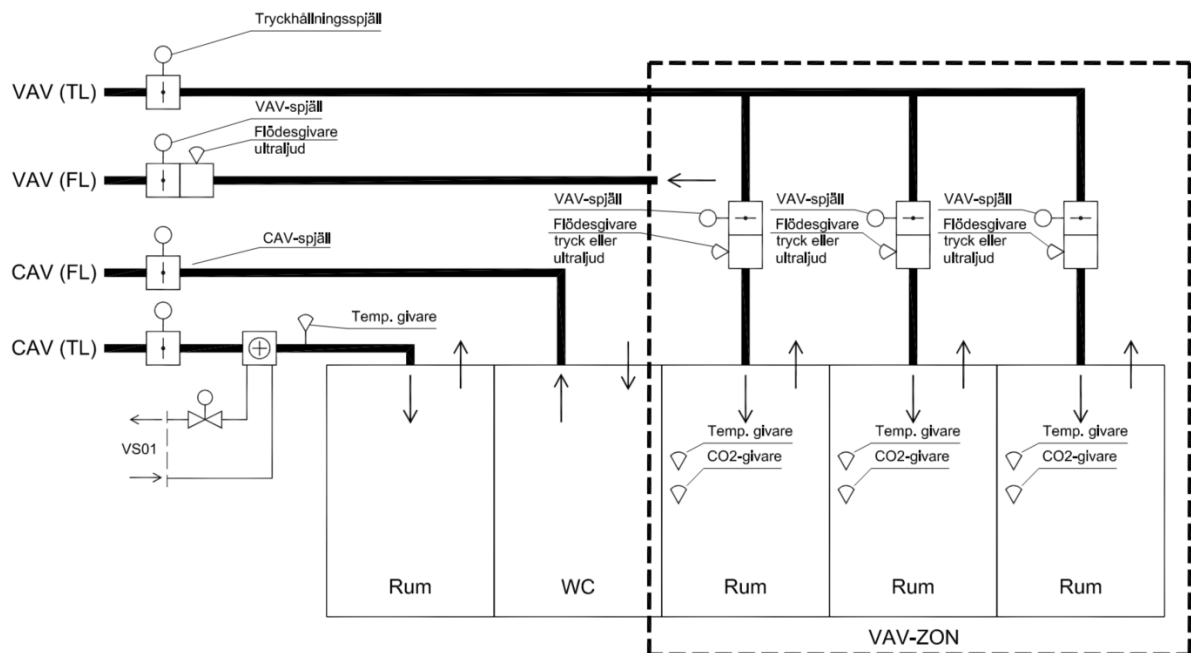 Tryckhållningsspjäll
VAV (TL)
VAV-spjäll
Flödesgivare
ultraljud
VAV (FL)
VAV-spjäll
Flödesgivare
tryck eller
ultraljud
VAV-spjäll
Flödesgivare
tryck eller
ultraljud
VAV-spjäll
Flödesgivare
tryck eller
ultraljud
CAV-spjäll
CAV (FL)
Temp. givare
CAV (TL)
VS01
Temp. givare
CO2-givare
Temp. givare
CO2-givare
Temp. givare
CO2-givare
Rum
WC
Rum
Rum
Rum
VAV-ZON